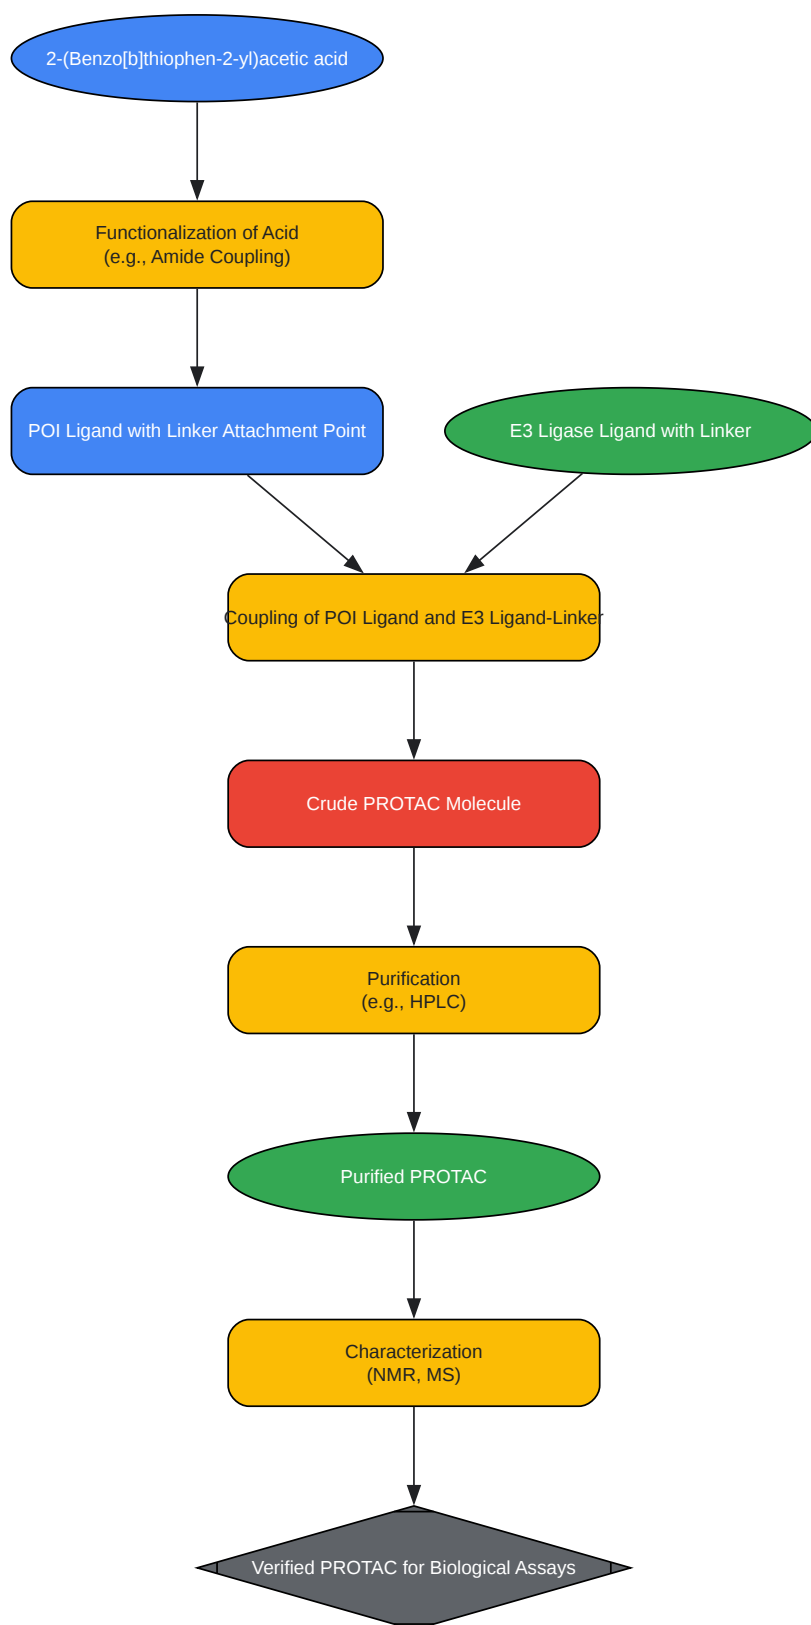 2-(Benzo[b]thiophen-2-yl)acetic acid
Functionalization of Acid
(e.g., Amide Coupling)
POI Ligand with Linker Attachment Point
E3 Ligase Ligand with Linker
Coupling of POI Ligand and E3 Ligand-Linker
Crude PROTAC Molecule
Purification
(e.g., HPLC)
Purified PROTAC
Characterization
(NMR, MS)
Verified PROTAC for Biological Assays